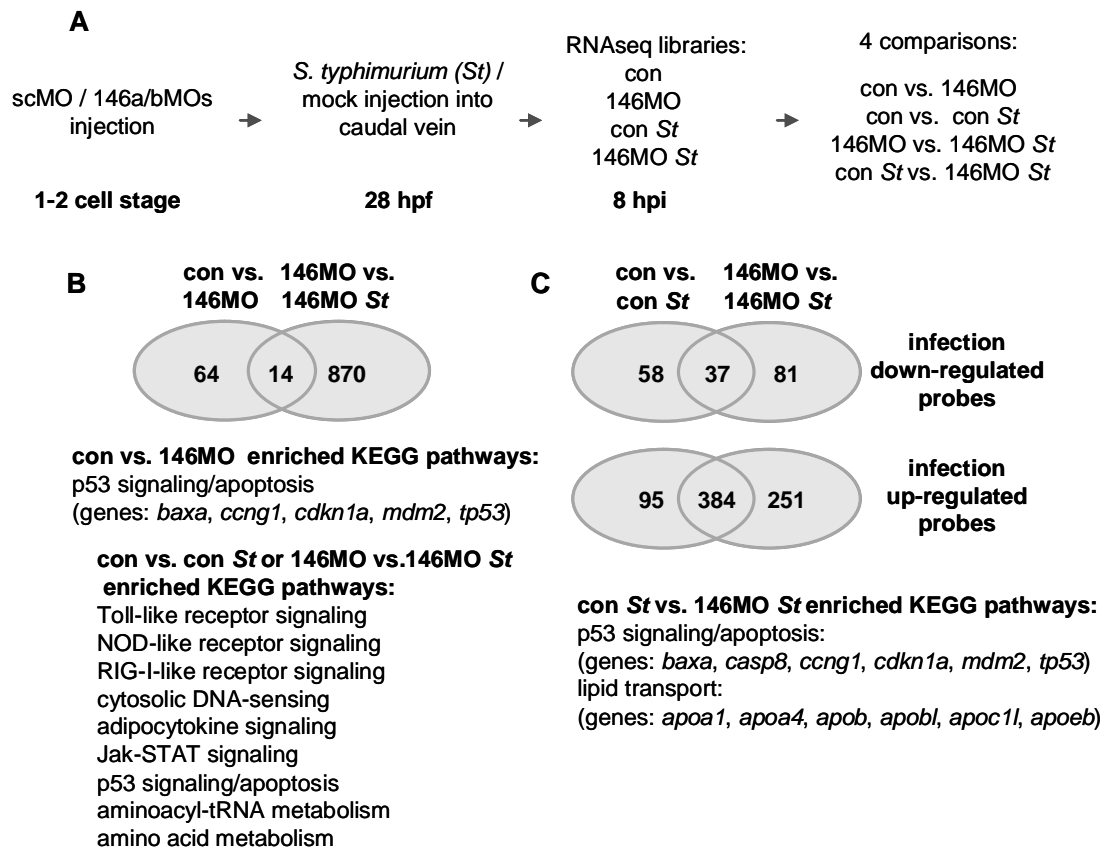 A
scMO / 146a/bMOs
injection
1-2 cell stage
S. typhimurium (St) /
mock injection into
caudal vein
28 hpf
RNAseq libraries:
con
146MO
con St
146MO St
8 hpi
4 comparisons:
con vs. 146MO
con vs. con St
146MO vs. 146MO St
con St vs. 146MO St
B
con vs.
146MO
146MO vs.
146MO St
64
14
870
con vs. 146MO enriched KEGG pathways:
p53 signaling/apoptosis
(genes: baxa, ccng1, cdkn1a, mdm2, tp53)
con vs. con St or 146MO vs.146MO St
enriched KEGG pathways:
Toll-like receptor signaling
NOD-like receptor signaling
RIG-I-like receptor signaling
cytosolic DNA-sensing
adipocytokine signaling
Jak-STAT signaling
p53 signaling/apoptosis
aminoacyl-tRNA metabolism
amino acid metabolism
C
con vs.
con St
146MO vs.
146MO St
58
37
81
infection
down-regulated
probes
95
384
251
infection
up-regulated
probes
con St vs. 146MO St enriched KEGG pathways:
p53 signaling/apoptosis:
(genes: baxa, casp8, ccng1, cdkn1a, mdm2, tp53)
lipid transport:
(genes: apoa1, apoa4, apob, apobl, apoc1l, apoeb)